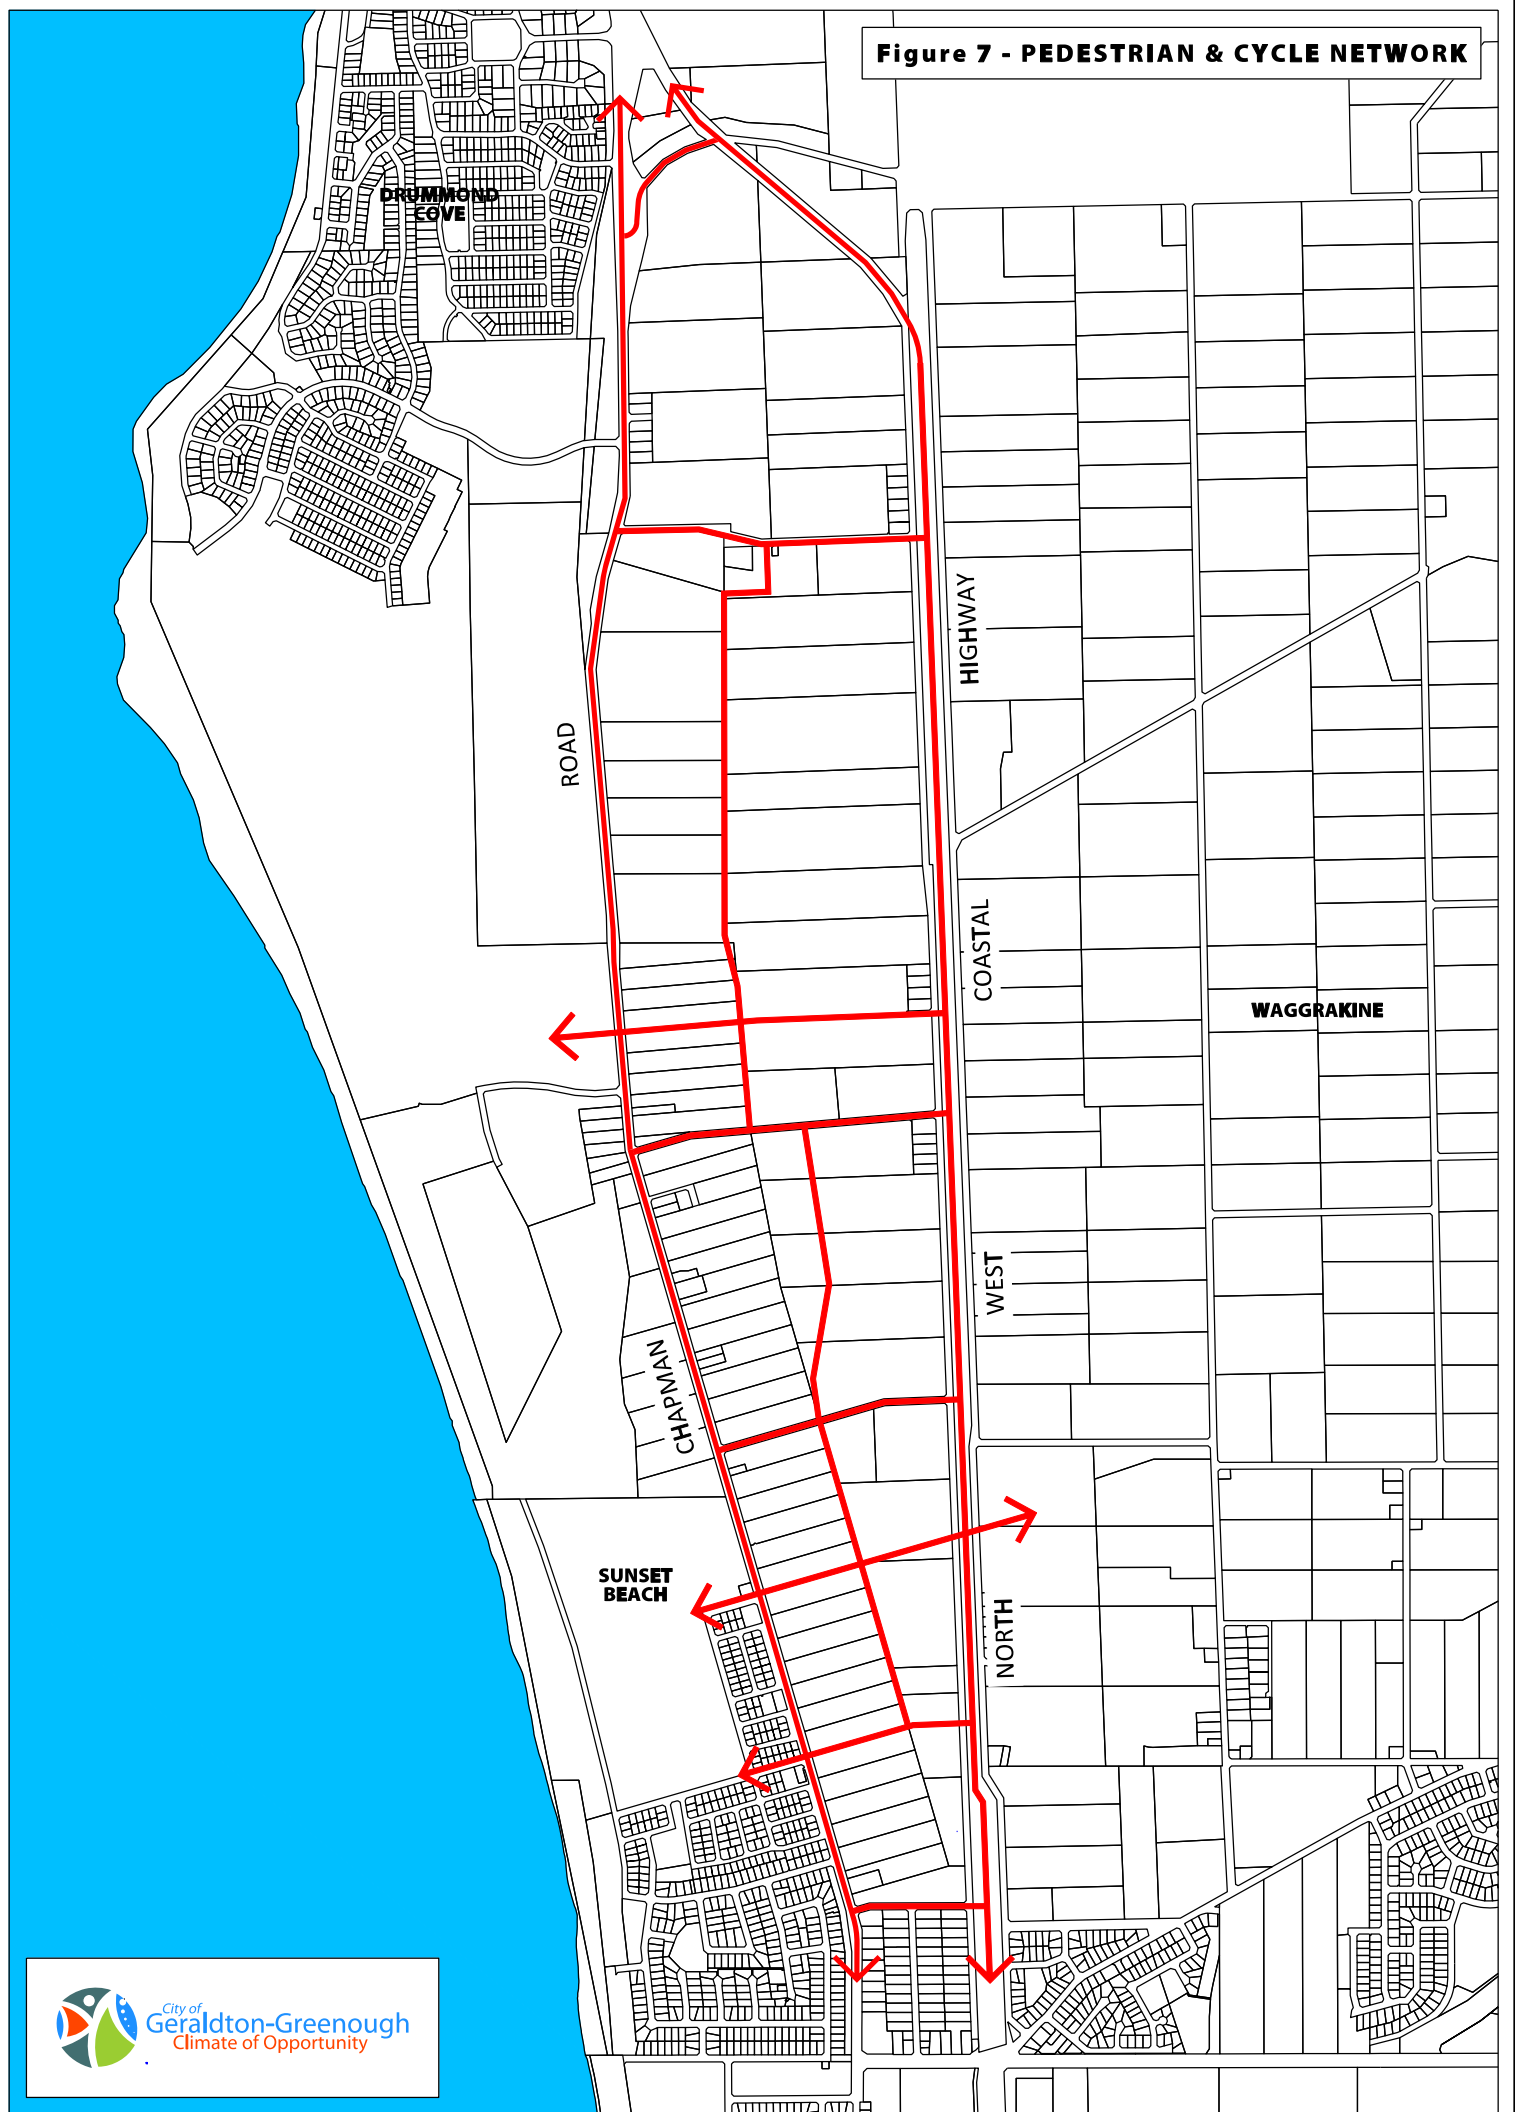 Figure 7 - PEDESTRIAN & CYCLE NETWORK
DRUMMOND
COVE
HIGHWAY
ROAD
COASTAL
WAGGRAKINE
WEST
CHAPMAN
SUNSET
BEACH
NORTH
City of
Geraldton-Greenough
Climate of Opportunity